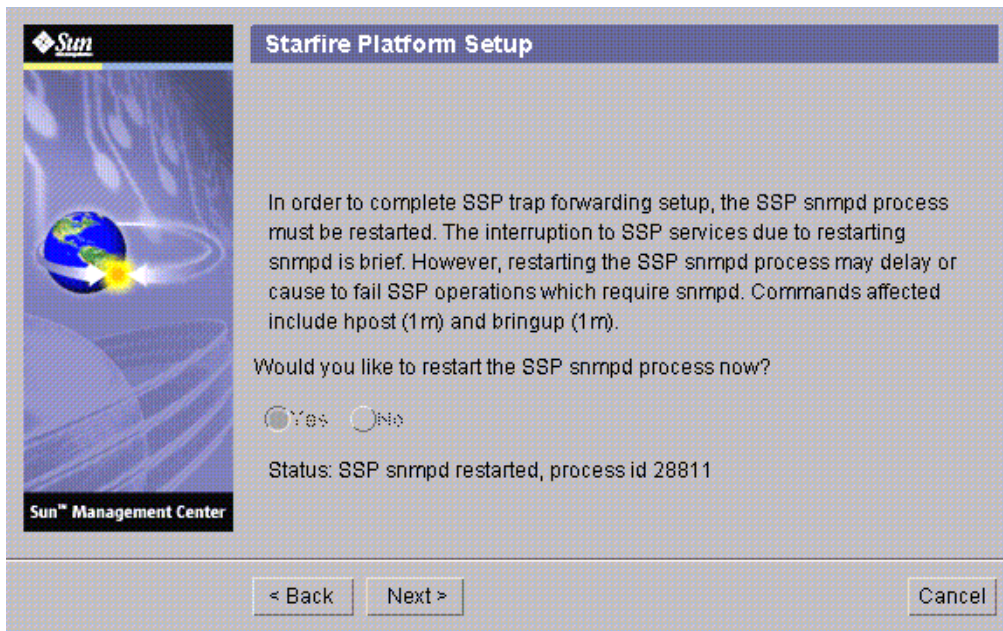 Sun
Starfire Platform Setup
In order to complete SSP trap forwarding setup, the SSP snmpd process
must be restarted. The interruption to SSP services due to restarting
snmpd is brief. However, restarting the SSP snmpd process may delay or
cause to fail SSP operations which require snmpd. Commands affected
include hpost (1m) and bringup (1m).
Would you like to restart the SSP snmpd process now?
Yes No
Status: SSP snmpd restarted, process id 28811
Sun™ Management Center
< Back Next > Cancel